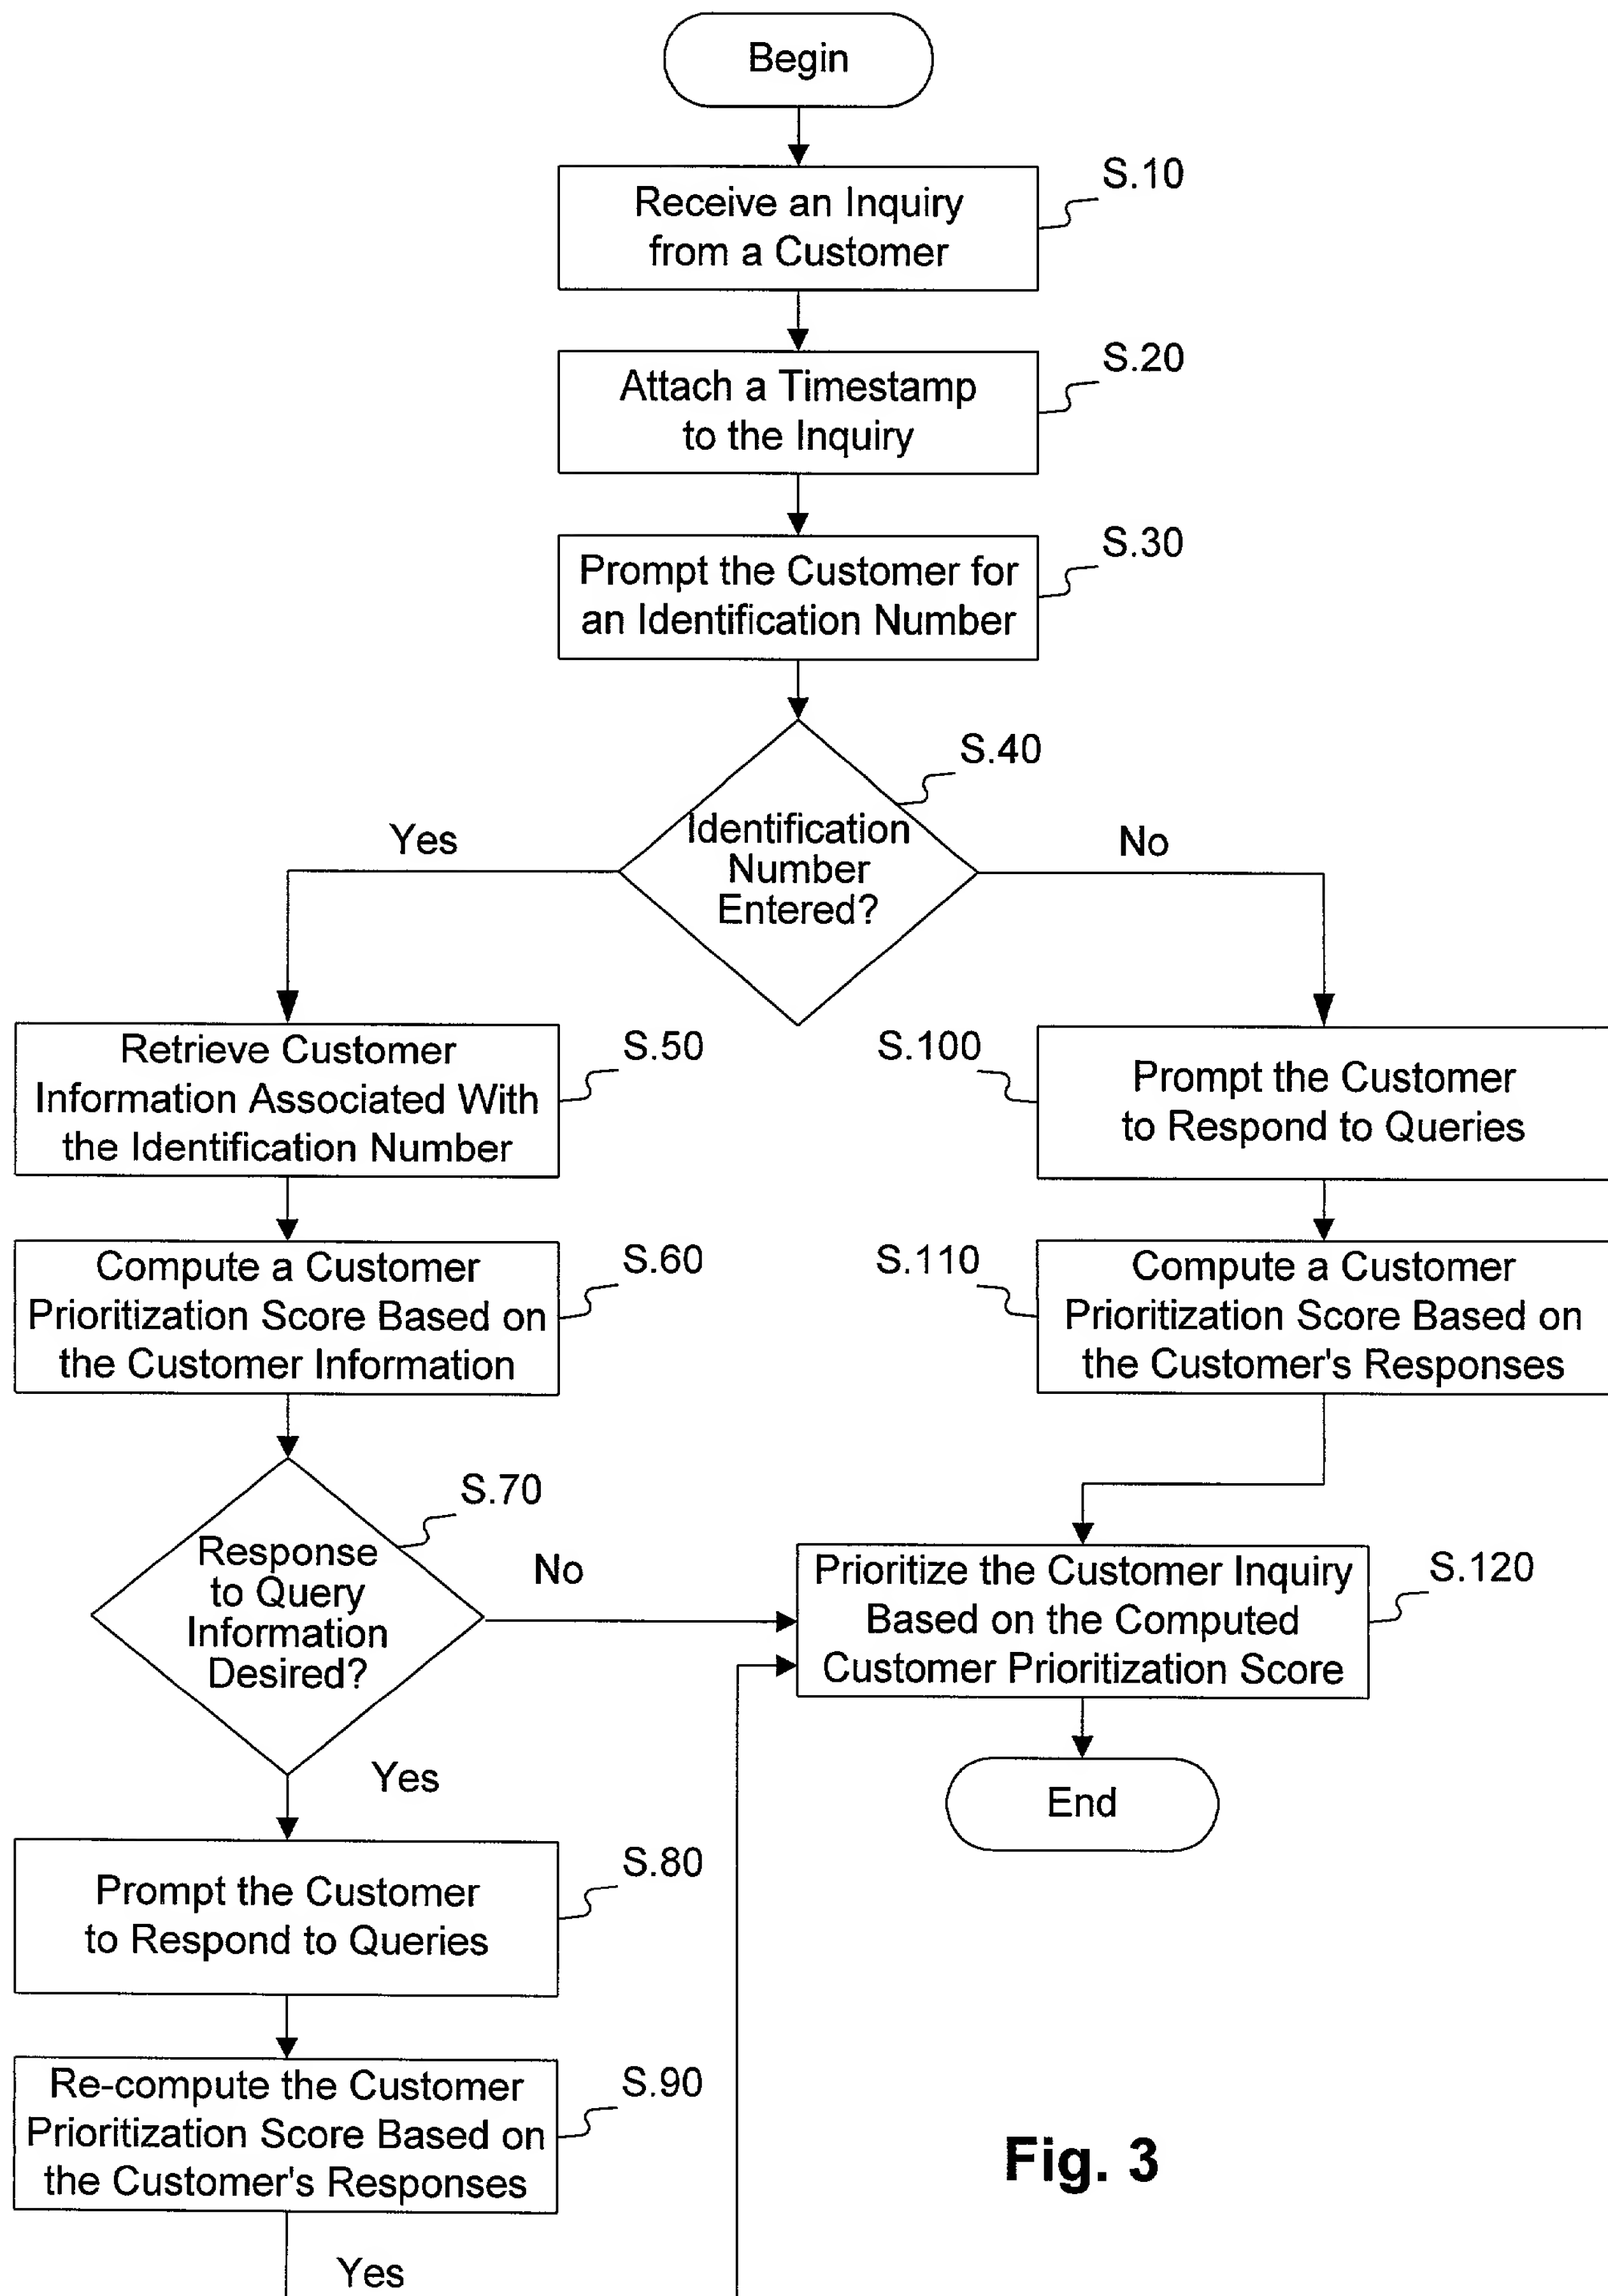 Begin
S.10
Receive an Inquiry
from a Customer
S.20
Attach a Timestamp
to the Inquiry
S.30
Prompt the Customer for
an Identification Number
S.40
Identification
Number
Entered?
Yes
No
S.50
Retrieve Customer
Information Associated With
the Identification Number
S.100
Prompt the Customer
to Respond to Queries
S.60
Compute a Customer
Prioritization Score Based on
the Customer Information
S.110
Compute a Customer
Prioritization Score Based on
the Customer's Responses
S.70
Response
to Query
Information
Desired?
No
Yes
S.120
Prioritize the Customer Inquiry
Based on the Computed
Customer Prioritization Score
End
S.80
Prompt the Customer
to Respond to Queries
S.90
Re-compute the Customer
Prioritization Score Based on
the Customer's Responses
Yes
Fig. 3